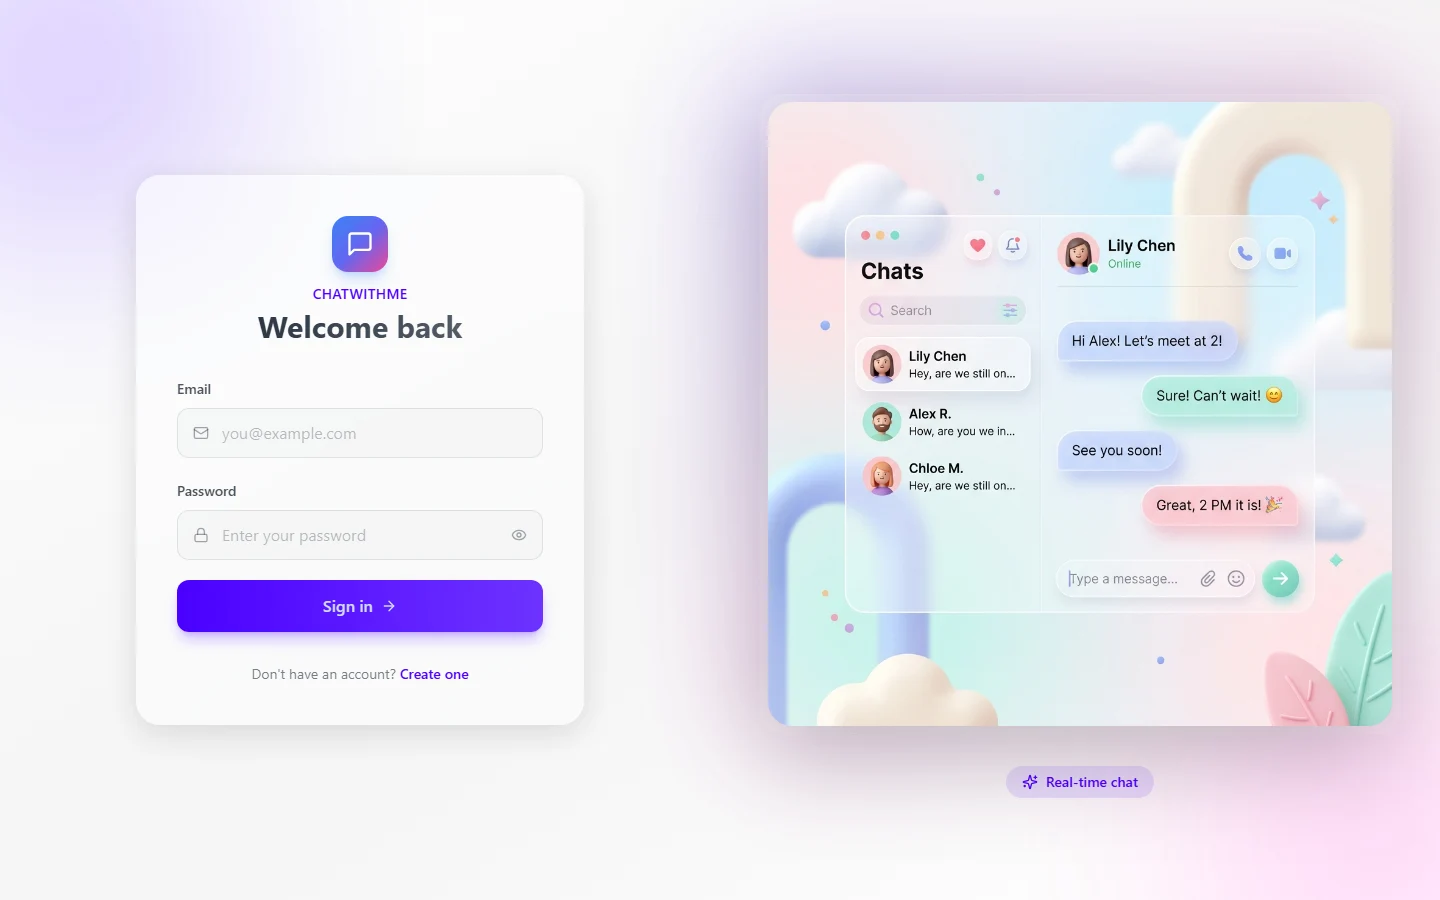 CHATWITHME
Welcome back
Email
you@example.com
Password
Enter your password
Sign in
Don't have an account? Create one
Chats
Search
Lily Chen
Hey, are we still on...
Alex R.
How, are you we in...
Chloe M.
Hey, are we still on...
Lily Chen
Online
Hi Alex! Let's meet at 2!
Sure! Can't wait! 😊
See you soon!
Great, 2 PM it is! 🎉
Type a message...
Real-time chat